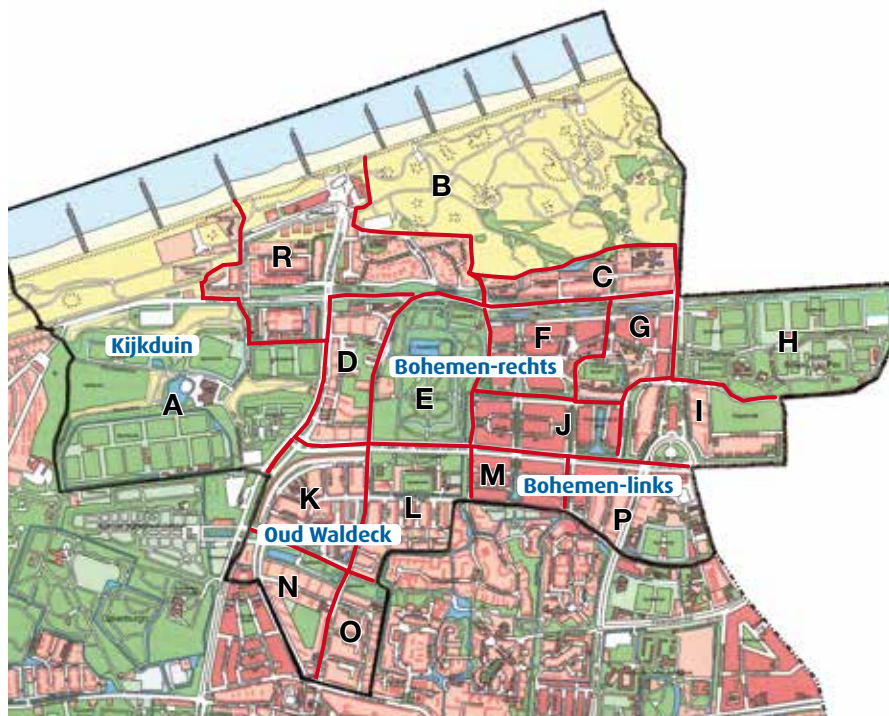 B
R
C
Kijkduin
F
G
H
D
Bohemen-rechts
A
E
I
J
K
M
Bohemen-links
L
P
Oud Waldeck
N
O